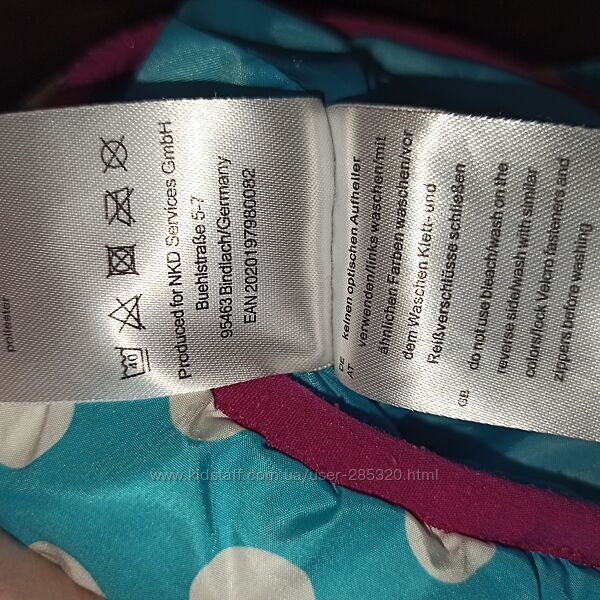 poliester
40
Produced for NKD Services GmbH
Buehlstraße 5-7
95463 Bindlach/Germany
EAN 2020197980082
DE
AT
keinen optischen Aufheller
verwenden/links waschen/mit
ähnlichen Farben waschen/vor
dem Waschen Klett- und
Reißverschlüsse schließen
GB
do not use bleach/wash on the
reverse side/wash with similar
colors/lock Velcro fasteners and
zippers before washing
www.kidstaff.com.ua/user-285320.html